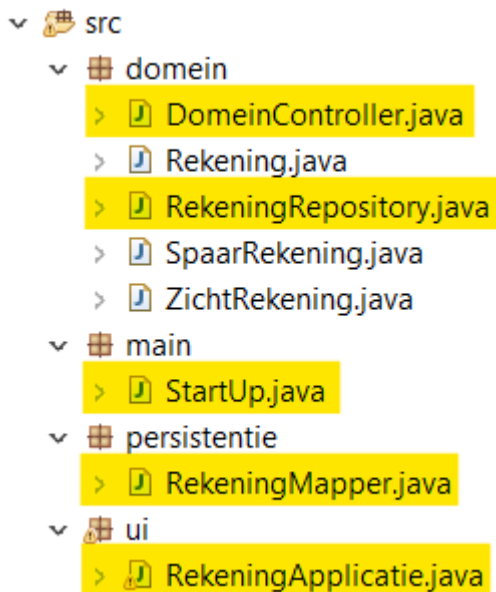 src
domein
DomeinController.java
Rekening.java
RekeningRepository.java
SpaarRekening.java
ZichtRekening.java
main
StartUp.java
persistentie
RekeningMapper.java
ui
RekeningApplicatie.java